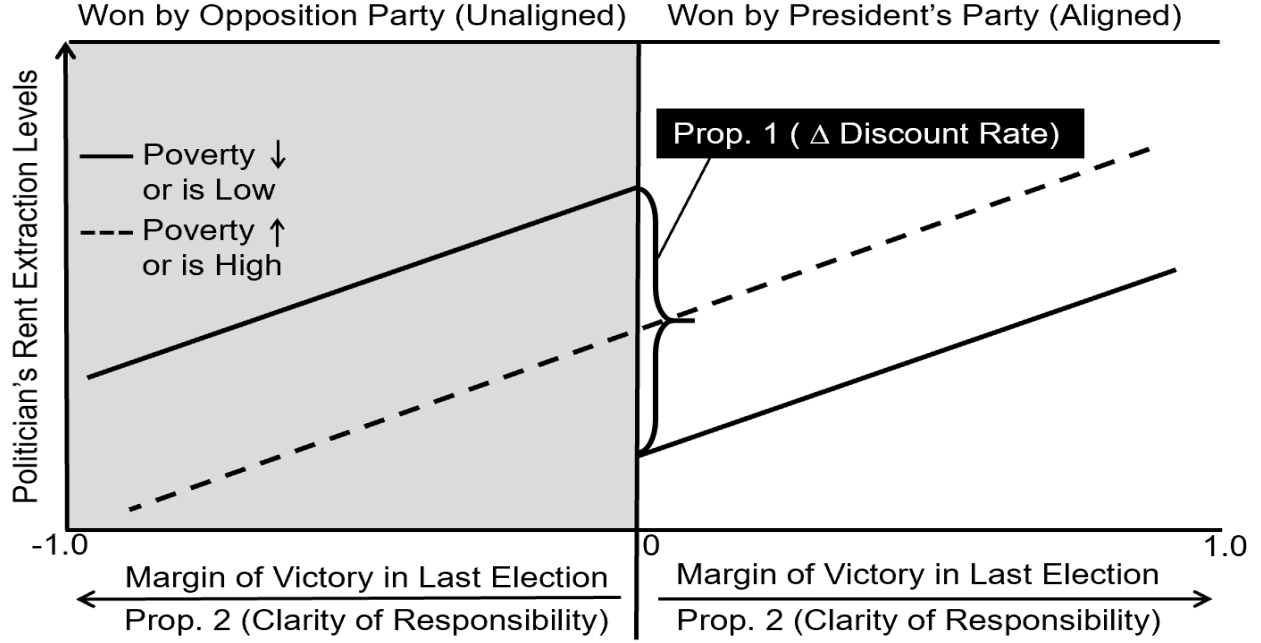 Won by Opposition Party (Unaligned)
Won by President's Party (Aligned)
Politician's Rent Extraction Levels
Prop. 1 ( Δ Discount Rate)
Poverty ↓
or is Low
Poverty ↑
or is High
-1.0
0
1.0
Margin of Victory in Last Election
Prop. 2 (Clarity of Responsibility)
Margin of Victory in Last Election
Prop. 2 (Clarity of Responsibility)